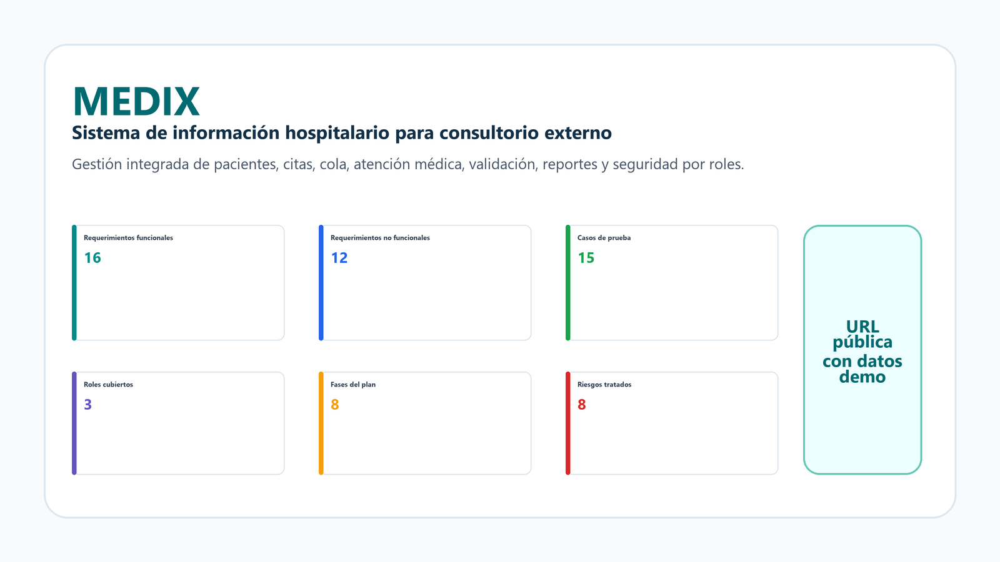 MEDIX
Sistema de información hospitalario para consultorio externo
Gestión integrada de pacientes, citas, cola, atención médica, validación, reportes y seguridad por roles.
Requerimientos funcionales
16
Requerimientos no funcionales
12
Casos de prueba
15
Roles cubiertos
3
Fases del plan
8
Riesgos tratados
8
URL
pública
con datos
demo